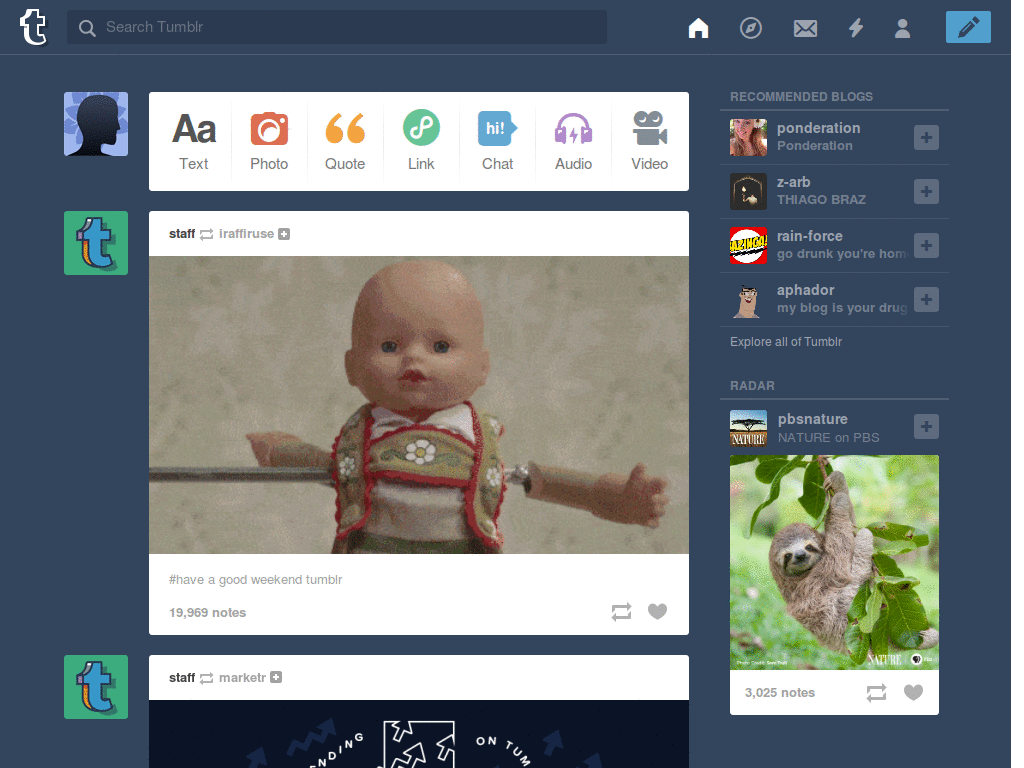 t
Search Tumblr
Aa
hi!
Text
Photo
Quote
Link
Chat
Audio
Video
t
staff iraffiruse
#have a good weekend tumblr
19,969 notes
t
staff marketr
ENDING
ON TUM
RECOMMENDED BLOGS
ponderation
Ponderation
z-arb
THIAGO BRAZ
rain-force
go drunk you're hom
aphador
my blog is your drug
Explore all of Tumblr
RADAR
pbsnature
NATURE on PBS
NATURE
NATURE PBS
3,025 notes